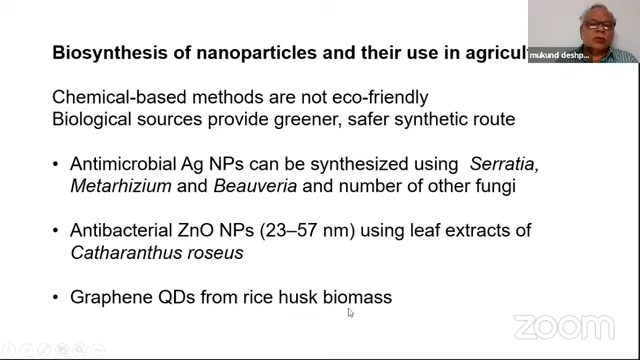 Biosynthesis of nanoparticles and their use in agricul
mukund deshp...
Chemical-based methods are not eco-friendly
Biological sources provide greener, safer synthetic route
• Antimicrobial Ag NPs can be synthesized using Serratia,
Metarhizium and Beauveria and number of other fungi
• Antibacterial ZnO NPs (23–57 nm) using leaf extracts of
Catharanthus roseus
• Graphene QDs from rice husk biomass
zoom